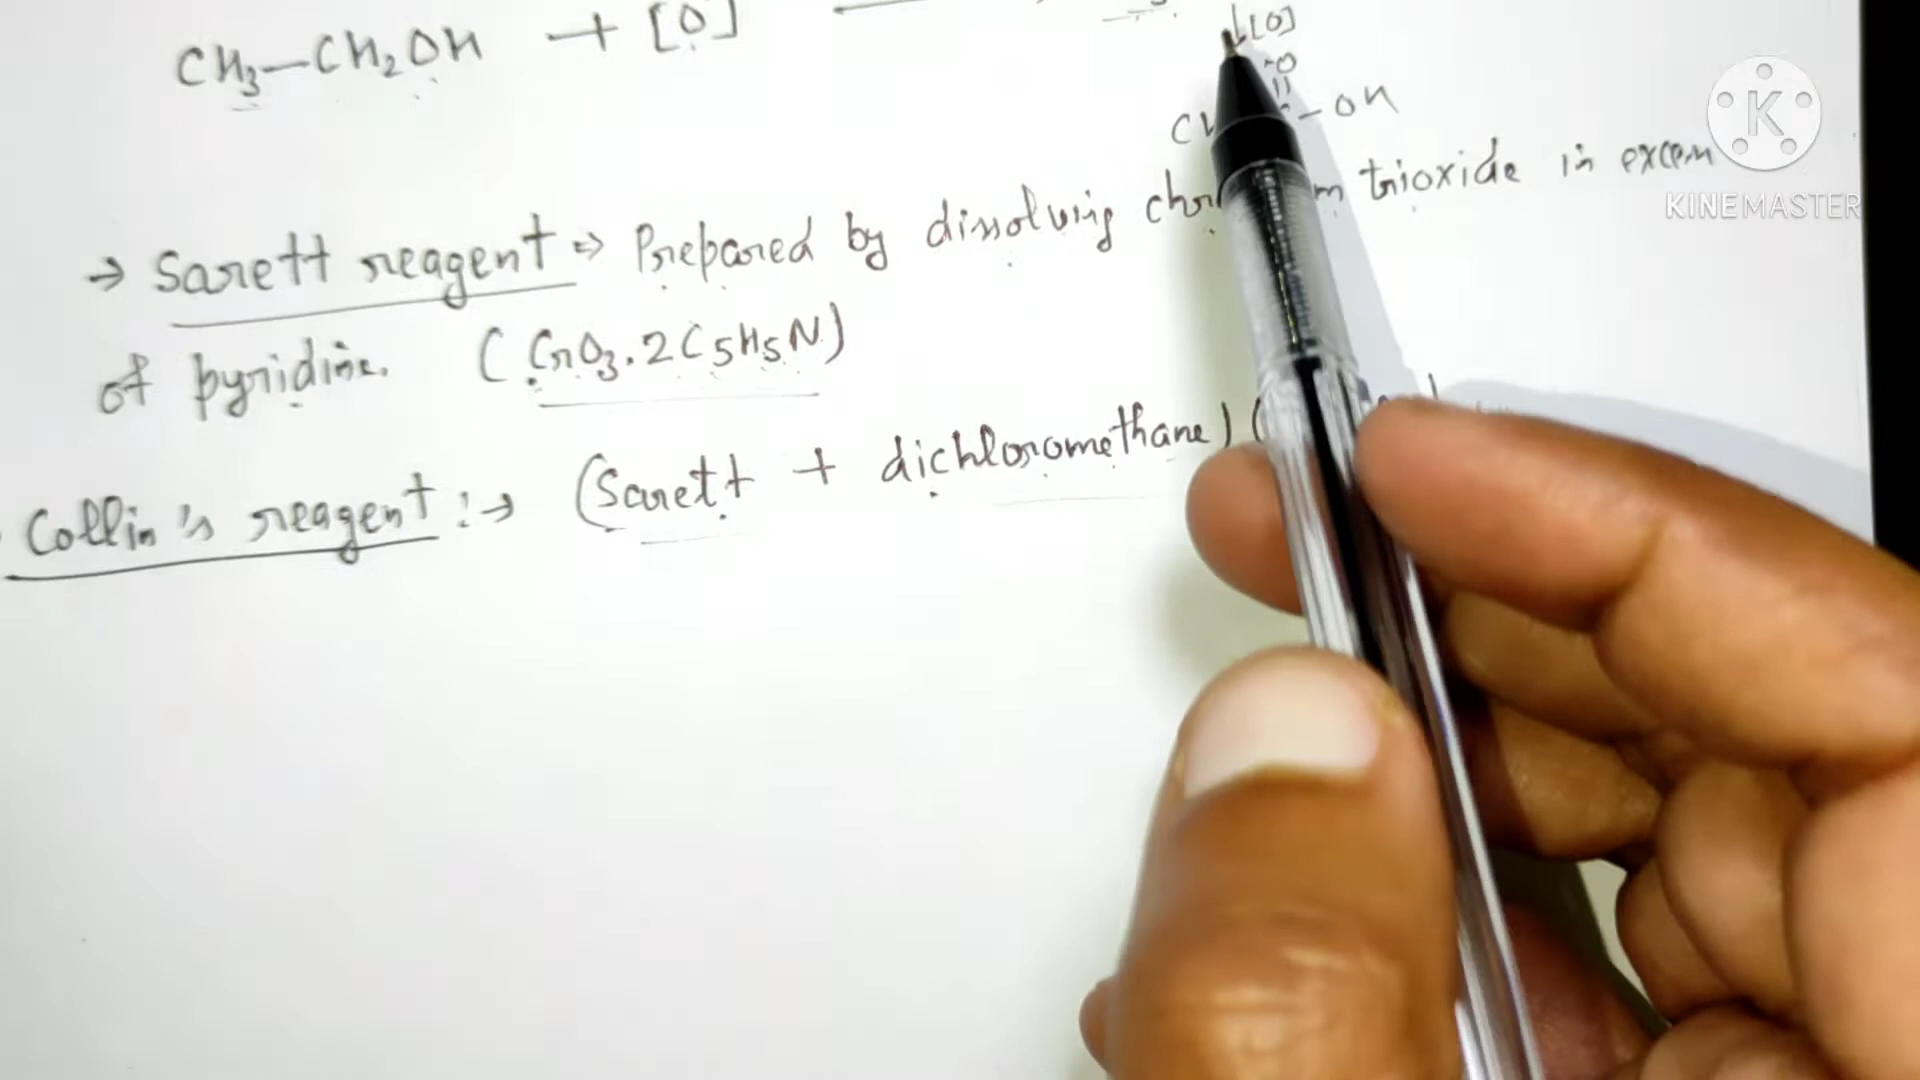 CH3—CH2OH + [O]
↓[O]
O
— OH
→ Sarett reagent ⇒ Prepared by dissolving trioxide in excess
of pyridine. (CrO3.2C5H5N)
Collin's reagent :→ (Sarett + dichloromethane)
K
KINEMASTER